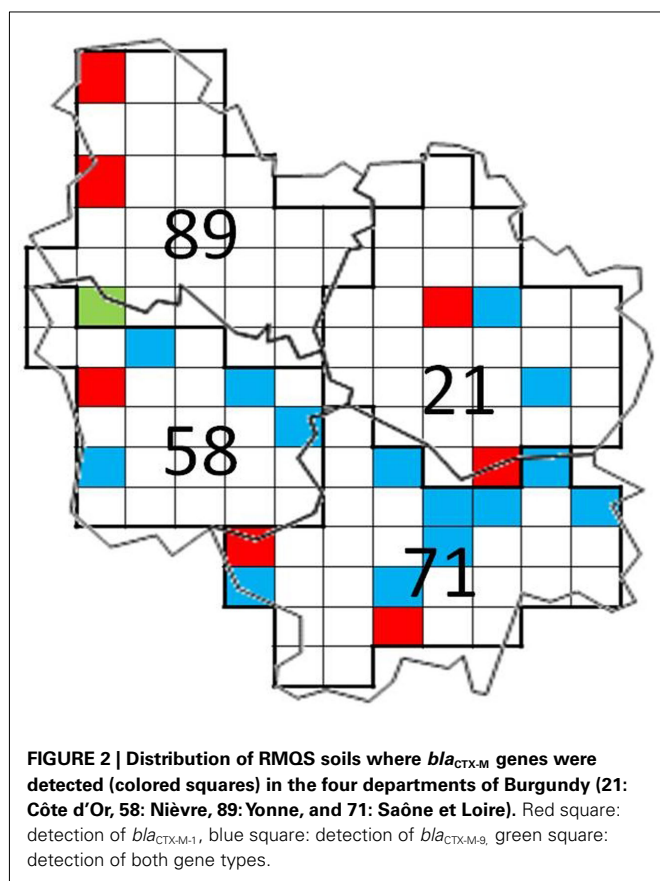 89
21
58
71
FIGURE 2 | Distribution of RMQS soils where blaCTX-M genes were
detected (colored squares) in the four departments of Burgundy (21:
Côte d'Or, 58: Nièvre, 89: Yonne, and 71: Saône et Loire). Red square:
detection of blaCTX-M-1, blue square: detection of blaCTX-M-9, green square:
detection of both gene types.